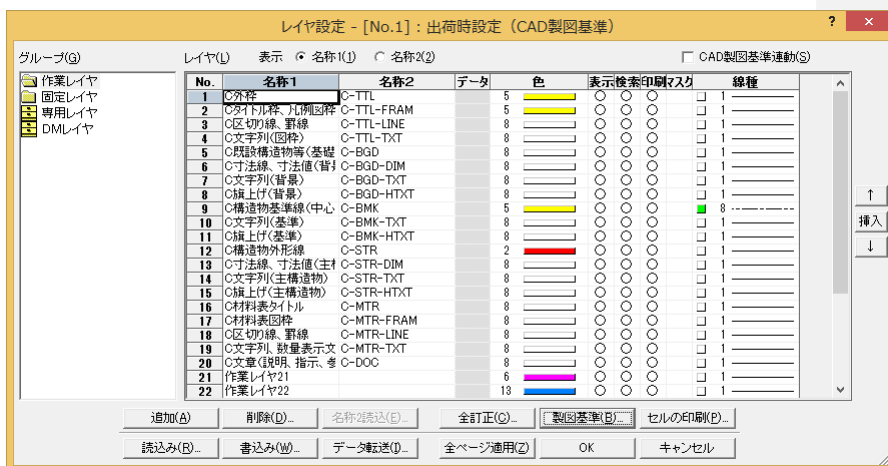 レイヤ設定 - [No.1] : 出荷時設定（CAD製図基準） ? ×
グループ(G) レイヤ(L) 表示 名称1(1) 名称2(2) CAD製図基準連動(S)
作業レイヤ
固定レイヤ
専用レイヤ
DMレイヤ
No. 名称1 名称2 データ 色 表示 検索 印刷 マスク 線種
1 C外枠 C-TTL 5 1
2 Cタイトル枠、凡例図枠 C-TTL-FRAM 5 1
3 C区切り線、罫線 C-TTL-LINE 8 1
4 C文字列(図枠) C-TTL-TXT 8 1
5 C既設構造物等(基礎 C-BGD 8 1
6 C寸法線、寸法値(背 C-BGD-DIM 8 1
7 C文字列(背景) C-BGD-TXT 8 1
8 C旗上げ(背景) C-BGD-HTXT 8 1
9 C構造物基準線(中心 C-BMK 5 8
10 C文字列(基準) C-BMK-TXT 8 1
11 C旗上げ(基準) C-BMK-HTXT 8 1
12 C構造物外形線 C-STR 2 1
13 C寸法線、寸法値(主 C-STR-DIM 8 1
14 C文字列(主構造物) C-STR-TXT 8 1
15 C旗上げ(主構造物) C-STR-HTXT 8 1
16 C材料表タイトル C-MTR 8 1
17 C材料表図枠 C-MTR-FRAM 8 1
18 C区切り線、罫線 C-MTR-LINE 8 1
19 C文字列、数量表示文 C-MTR-TXT 8 1
20 C文章(説明、指示、参 C-DOC 8 1
21 作業レイヤ21 6 1
22 作業レイヤ22 13 1
↑
挿入
↓
追加(A) 削除(D)... 名称2読込(E)... 全訂正(C)... 製図基準(B)... セルの印刷(P)...
読込み(R)... 書込み(W)... データ転送(I)... 全ページ適用(Z) OK キャンセル